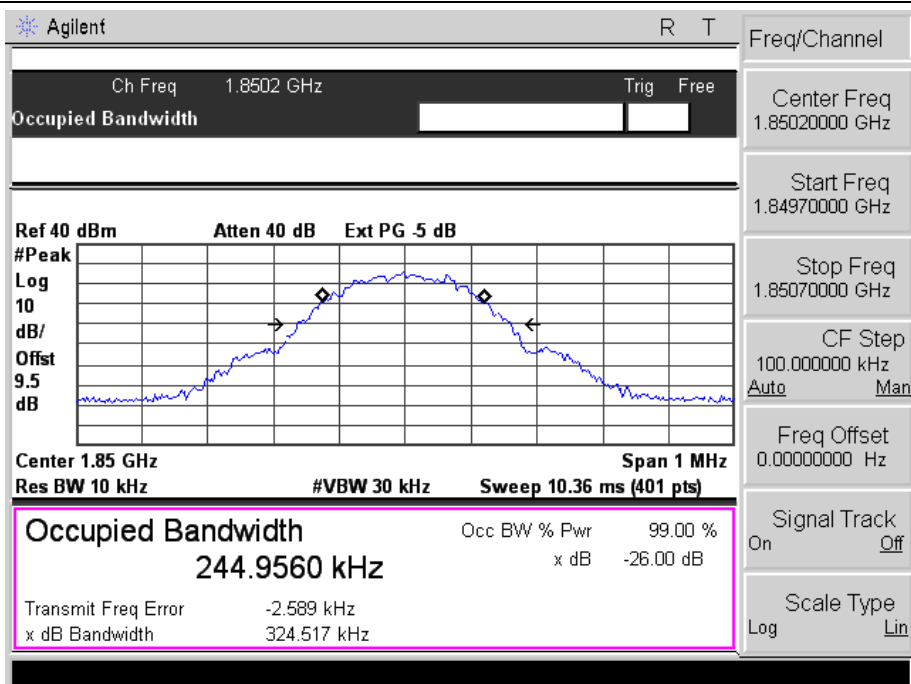 Agilent R T
Ch Freq 1.8502 GHz Trig Free
Occupied Bandwidth
Ref 40 dBm Atten 40 dB Ext PG -5 dB
#Peak
Log
10
dB/
Offst
9.5
dB
Center 1.85 GHz Span 1 MHz
Res BW 10 kHz #VBW 30 kHz Sweep 10.36 ms (401 pts)
Occupied Bandwidth Occ BW % Pwr 99.00 %
244.9560 kHz x dB -26.00 dB
Transmit Freq Error -2.589 kHz
x dB Bandwidth 324.517 kHz
Freq/Channel
Center Freq
1.85020000 GHz
Start Freq
1.84970000 GHz
Stop Freq
1.85070000 GHz
CF Step
100.000000 kHz
Auto Man
Freq Offset
0.00000000 Hz
Signal Track
On Off
Scale Type
Log Lin